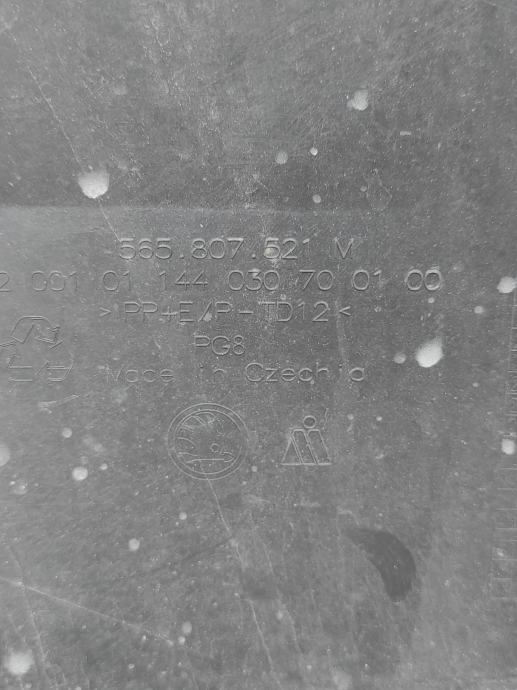 565.807.521 M
2 001 01 144 030 70 01 00
>PP+E/P-TD12<
PG8
Made in Czechia